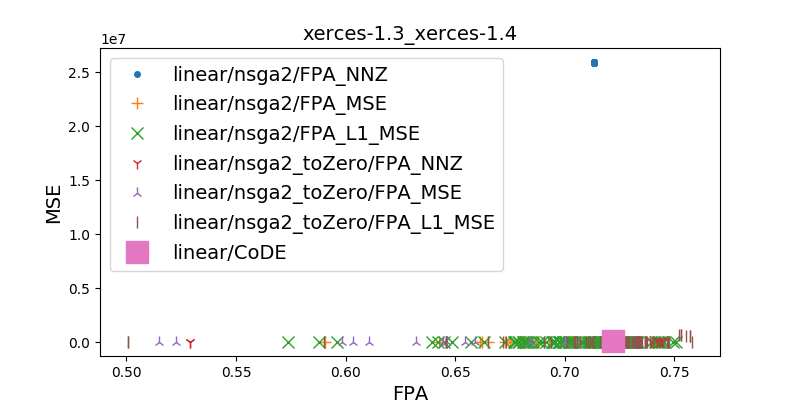 xerces-1.3_xerces-1.4
1e7
linear/nsga2/FPA_NNZ
linear/nsga2/FPA_MSE
linear/nsga2/FPA_L1_MSE
linear/nsga2_toZero/FPA_NNZ
linear/nsga2_toZero/FPA_MSE
linear/nsga2_toZero/FPA_L1_MSE
linear/CoDE
MSE
2.5
2.0
1.5
1.0
0.5
0.0
0.50 0.55 0.60 0.65 0.70 0.75
FPA